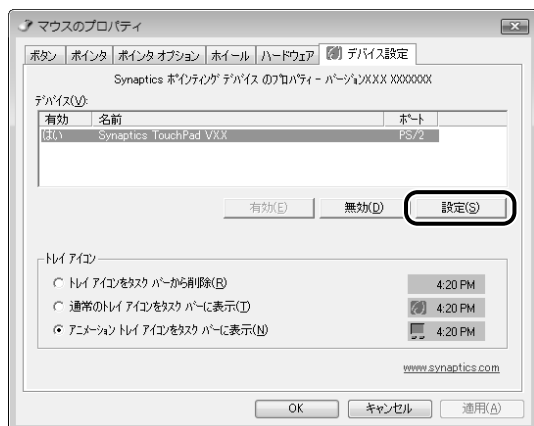 マウスのプロパティ
ボタン ポインタ ポインタ オプション ホイール ハードウェア デバイス設定
Synaptics ポインティング デバイス のプロパティ - バージョンXXX XXXXXXX
デバイス(V):
有効 名前 ポート
はい Synaptics TouchPad VX.X PS/2
有効(E) 無効(D) 設定(S)
トレイ アイコン
トレイ アイコンをタスク バーから削除(R) 4:20 PM
通常のトレイ アイコンをタスク バーに表示(T) 4:20 PM
アニメーション トレイ アイコンをタスク バーに表示(N) 4:20 PM
www.synaptics.com
OK キャンセル 適用(A)